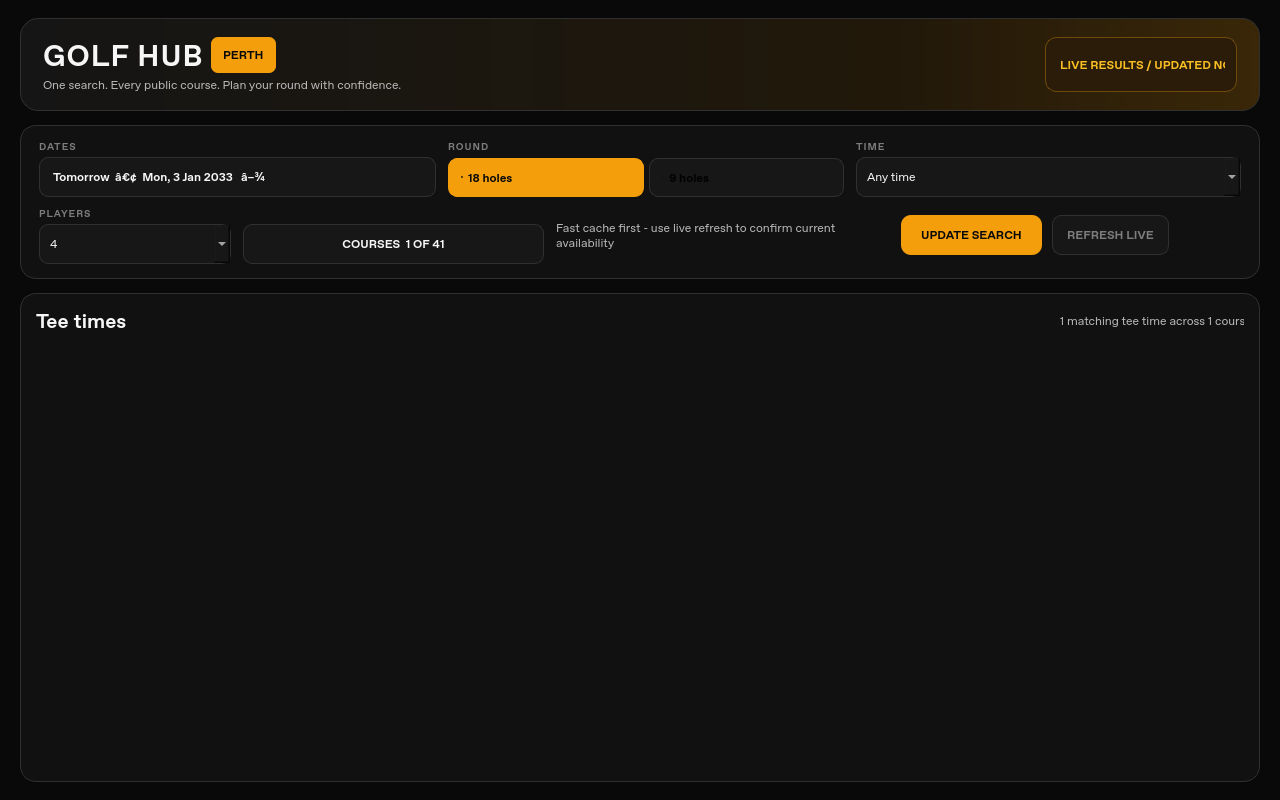 GOLF HUB PERTH
One search. Every public course. Plan your round with confidence.
LIVE RESULTS / UPDATED
DATES
Tomorrow â€¢ Mon, 3 Jan 2033 â–¾
ROUND
18 holes
9 holes
TIME
Any time
PLAYERS
4
COURSES 1 OF 41
Fast cache first - use live refresh to confirm current
availability
UPDATE SEARCH
REFRESH LIVE
Tee times
1 matching tee time across 1 cours